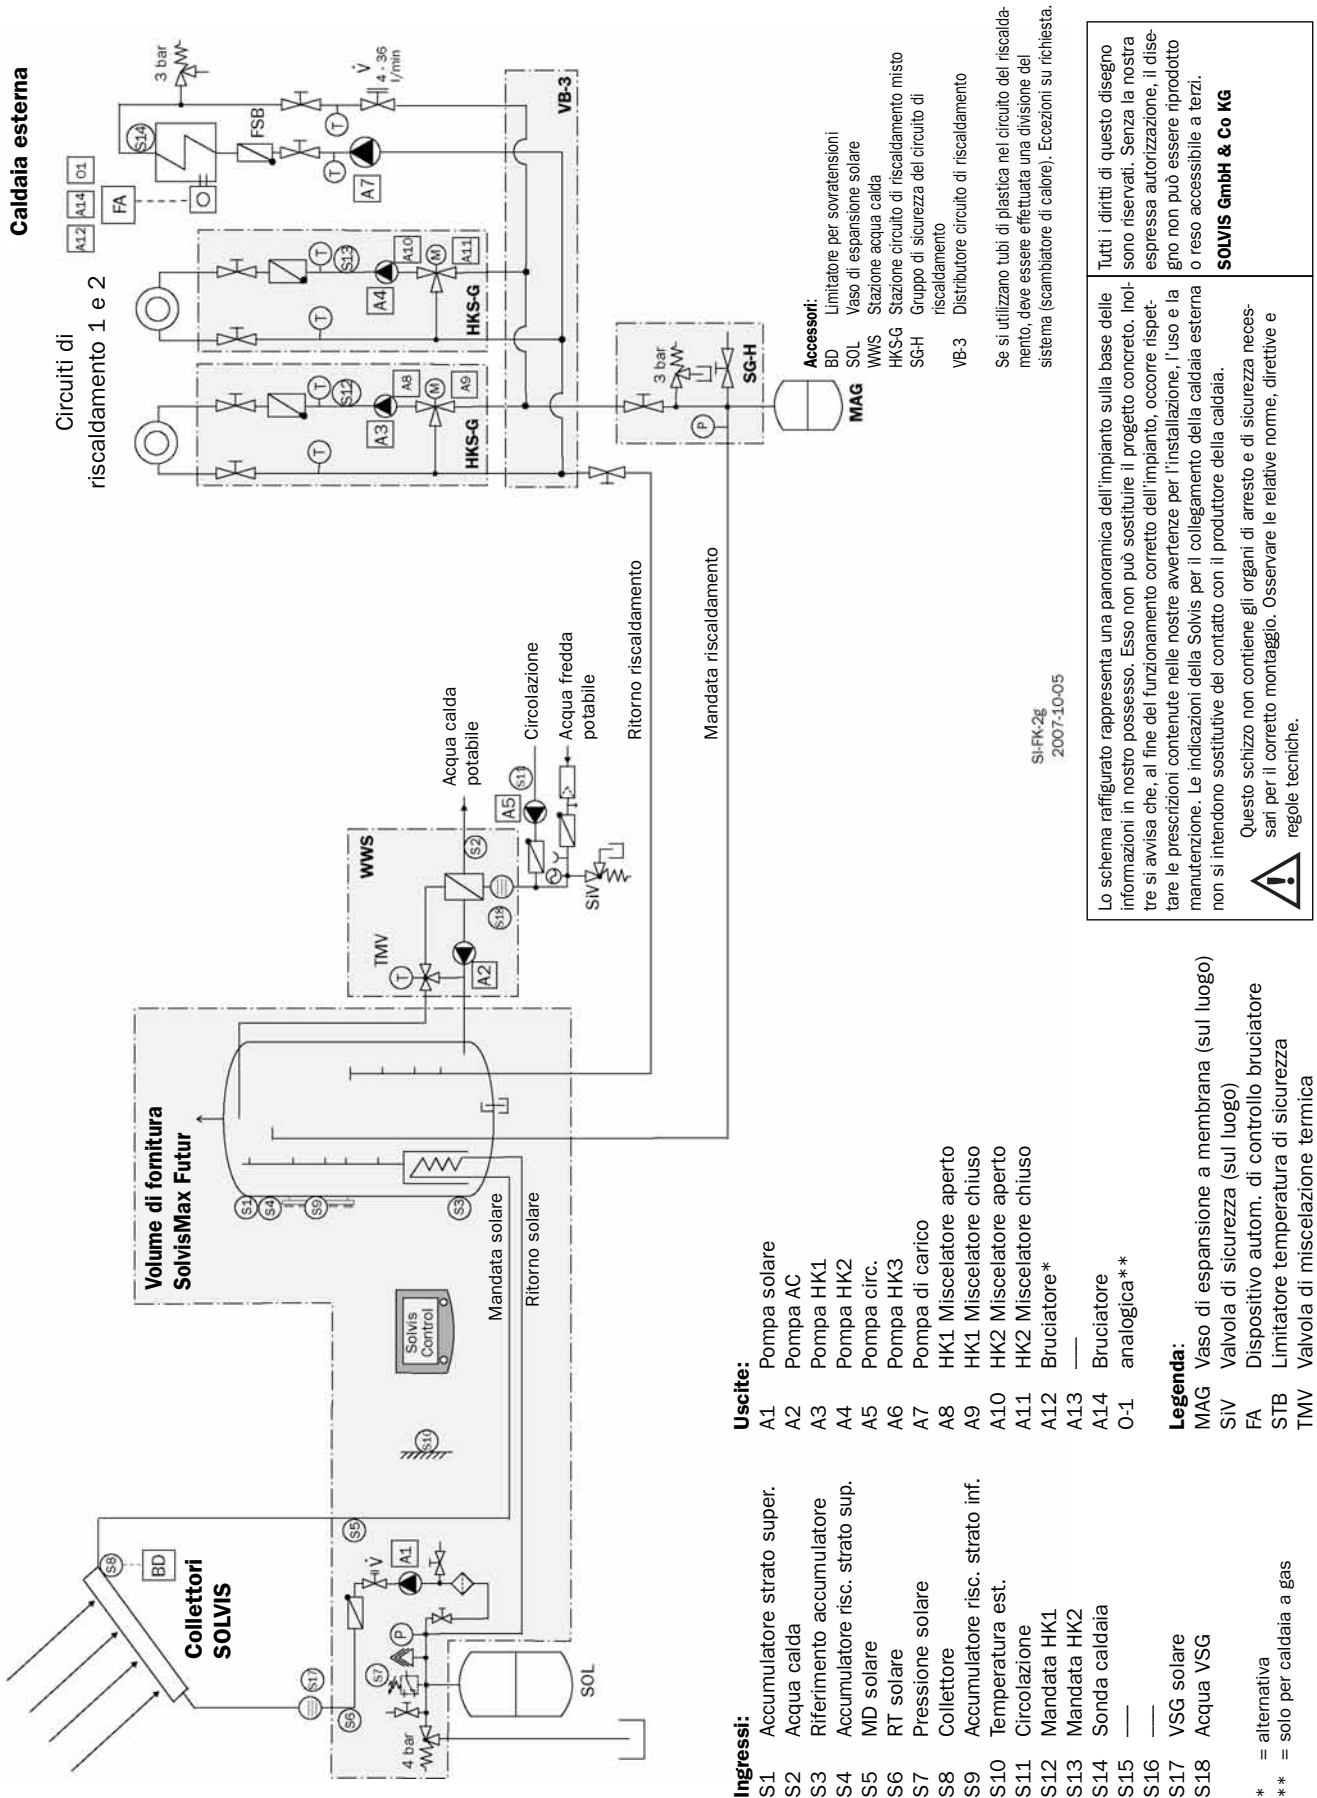 Caldaia esterna
Circuiti di
riscaldamento 1 e 2
A12
A14
O1
FA
S14
3 bar
FSB
T
T
A7
V̇
4 - 36
l/min
VB-3
T
T
S13
A10
A4
M
A11
HKS-G
T
T
S12
A8
A3
M
A9
HKS-G
3 bar
P
SG-H
MAG
Ritorno riscaldamento
Mandata riscaldamento
Acqua calda
potabile
Circolazione
Acqua fredda
potabile
WWS
TMV
T
A2
S2
S18
A5
S11
SiV
Volume di fornitura
SolvisMax Futur
S1
S4
S9
S3
Mandata solare
Ritorno solare
Solvis
Control
S10
Collettori
SOLVIS
S8
BD
S5
S17
S6
V̇
A1
P
S7
4 bar
SOL
SI-FK-2g
2007-10-05
Accessori:
BD Limitatore per sovratensioni
SOL Vaso di espansione solare
WWS Stazione acqua calda
HKS-G Stazione circuito di riscaldamento misto
SG-H Gruppo di sicurezza del circuito di
riscaldamento
VB-3 Distributore circuito di riscaldamento
Se si utilizzano tubi di plastica nel circuito del riscalda-
mento, deve essere effettuata una divisione del
sistema (scambiatore di calore). Eccezioni su richiesta.
Ingressi:
S1 Accumulatore strato super.
S2 Acqua calda
S3 Riferimento accumulatore
S4 Accumulatore risc. strato sup.
S5 MD solare
S6 RT solare
S7 Pressione solare
S8 Collettore
S9 Accumulatore risc. strato inf.
S10 Temperatura est.
S11 Circolazione
S12 Mandata HK1
S13 Mandata HK2
S14 Sonda caldaia
S15 ——
S16 ——
S17 VSG solare
S18 Acqua VSG
* = alternativa
** = solo per caldaia a gas
Uscite:
A1 Pompa solare
A2 Pompa AC
A3 Pompa HK1
A4 Pompa HK2
A5 Pompa circ.
A6 Pompa HK3
A7 Pompa di carico
A8 HK1 Miscelatore aperto
A9 HK1 Miscelatore chiuso
A10 HK2 Miscelatore aperto
A11 HK2 Miscelatore chiuso
A12 Bruciatore*
A13 ——
A14 Bruciatore
O-1 analogica**
Legenda:
MAG Vaso di espansione a membrana (sul luogo)
SiV Valvola di sicurezza (sul luogo)
FA Dispositivo autom. di controllo bruciatore
STB Limitatore temperatura di sicurezza
TMV Valvola di miscelazione termica
Lo schema raffigurato rappresenta una panoramica dell'impianto sulla base delle
informazioni in nostro possesso. Esso non può sostituire il progetto concreto. Inol-
tre si avvisa che, al fine del funzionamento corretto dell'impianto, occorre rispet-
tare le prescrizioni contenute nelle nostre avvertenze per l'installazione, l'uso e la
manutenzione. Le indicazioni della Solvis per il collegamento della caldaia esterna
non si intendono sostitutive del contatto con il produttore della caldaia.
Questo schizzo non contiene gli organi di arresto e di sicurezza neces-
sari per il corretto montaggio. Osservare le relative norme, direttive e
regole tecniche.
Tutti i diritti di questo disegno
sono riservati. Senza la nostra
espressa autorizzazione, il dise-
gno non può essere riprodotto
o reso accessibile a terzi.
SOLVIS GmbH & Co KG